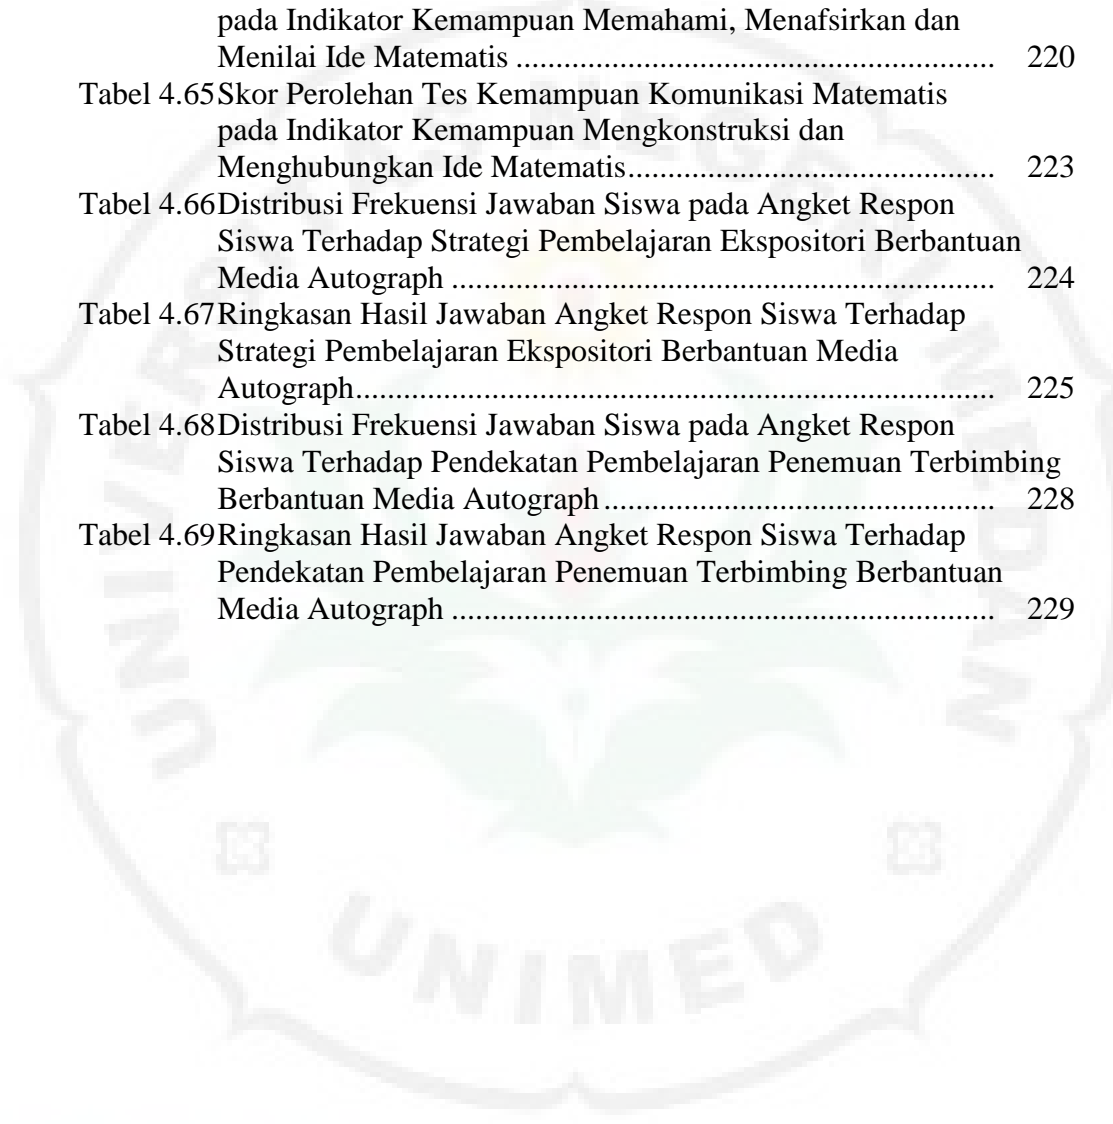 pada Indikator Kemampuan Memahami, Menafsirkan dan
Menilai Ide Matematis ............................................................... 220
Tabel 4.65 Skor Perolehan Tes Kemampuan Komunikasi Matematis
pada Indikator Kemampuan Mengkonstruksi dan
Menghubungkan Ide Matematis................................................ 223
Tabel 4.66 Distribusi Frekuensi Jawaban Siswa pada Angket Respon
Siswa Terhadap Strategi Pembelajaran Ekspositori Berbantuan
Media Autograph ....................................................................... 224
Tabel 4.67 Ringkasan Hasil Jawaban Angket Respon Siswa Terhadap
Strategi Pembelajaran Ekspositori Berbantuan Media
Autograph................................................................................... 225
Tabel 4.68 Distribusi Frekuensi Jawaban Siswa pada Angket Respon
Siswa Terhadap Pendekatan Pembelajaran Penemuan Terbimbing
Berbantuan Media Autograph ................................................... 228
Tabel 4.69 Ringkasan Hasil Jawaban Angket Respon Siswa Terhadap
Pendekatan Pembelajaran Penemuan Terbimbing Berbantuan
Media Autograph ....................................................................... 229
UNIVERSITAS NEGERI MEDAN
UNIMED